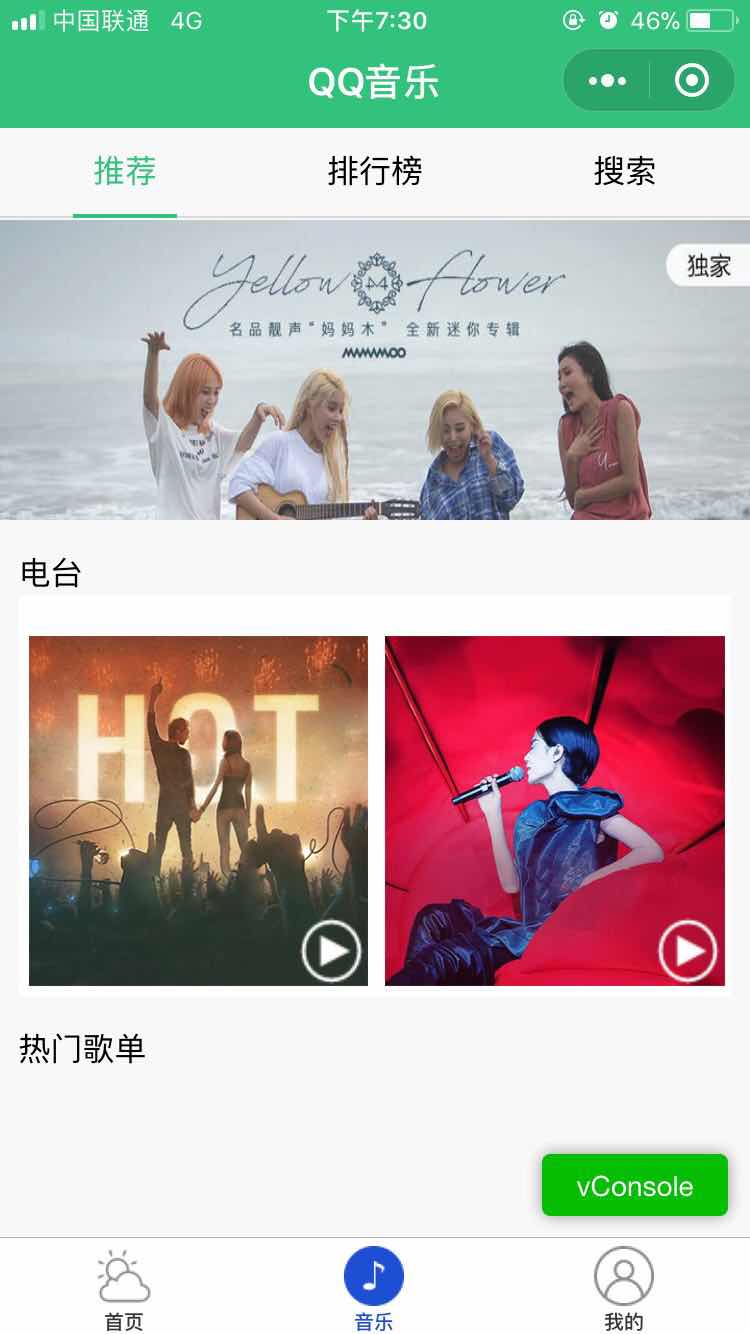 中国联通 4G 下午7:30 46%
QQ音乐
推荐 排行榜 搜索
独家
Yellow Flower
名品靓声“妈妈木” 全新迷你专辑
MAMAMOO
电台
HOT
热门歌单
vConsole
首页 音乐 我的